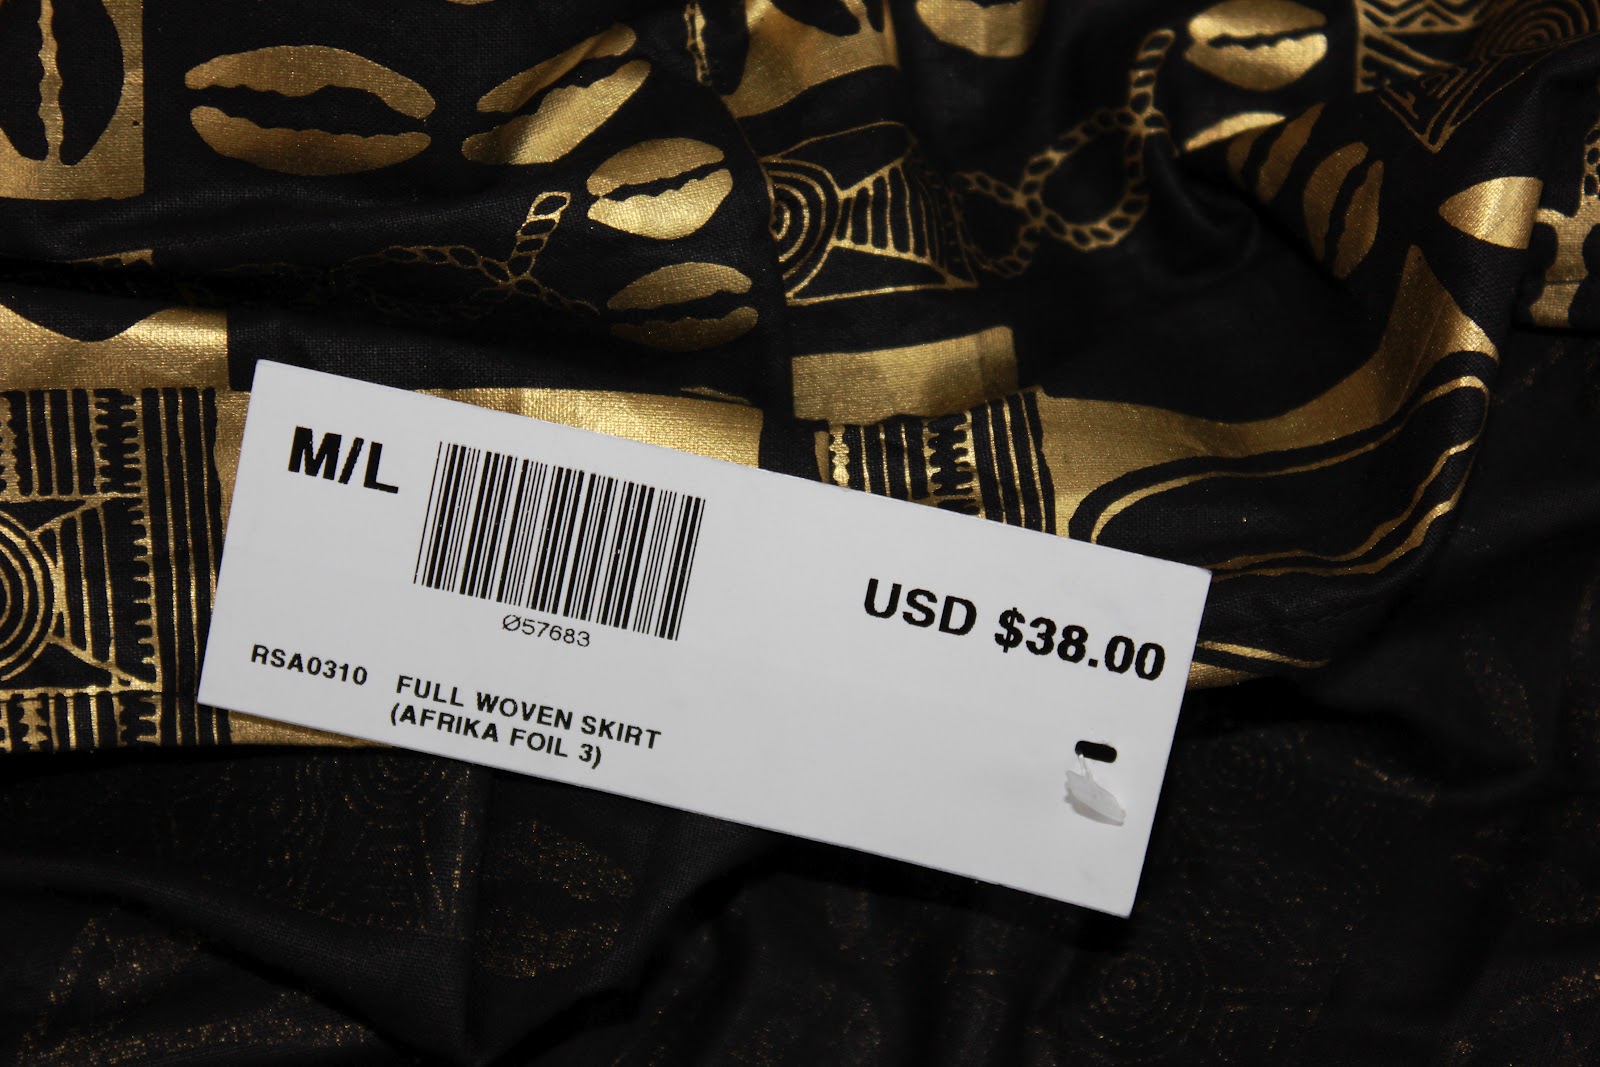 M/L
Ø57683
USD $38.00
RSA0310 FULL WOVEN SKIRT
(AFRIKA FOIL 3)